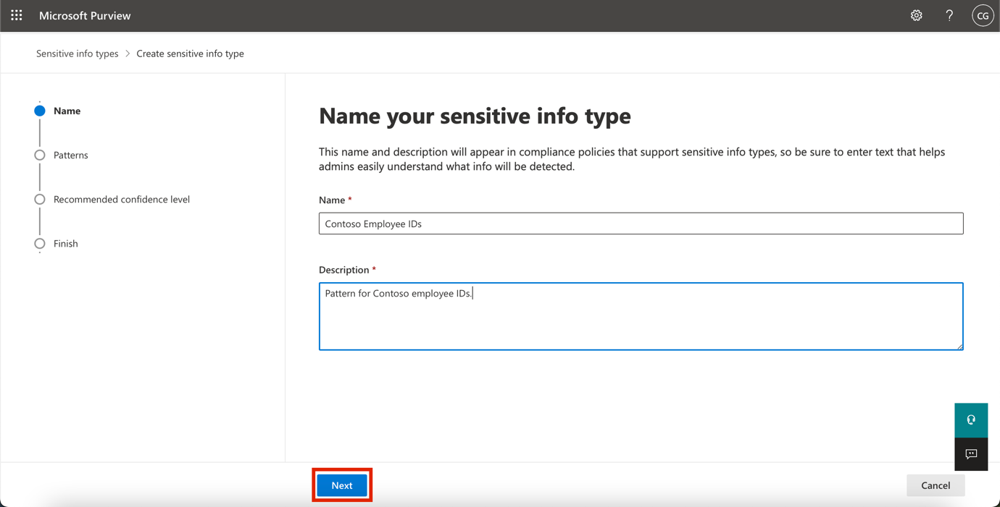 Microsoft Purview
?
CG
Sensitive info types > Create sensitive info type
Name
Patterns
Recommended confidence level
Finish
Name your sensitive info type
This name and description will appear in compliance policies that support sensitive info types, so be sure to enter text that helps
admins easily understand what info will be detected.
Name *
Contoso Employee IDs
Description *
Pattern for Contoso employee IDs.
Next
Cancel